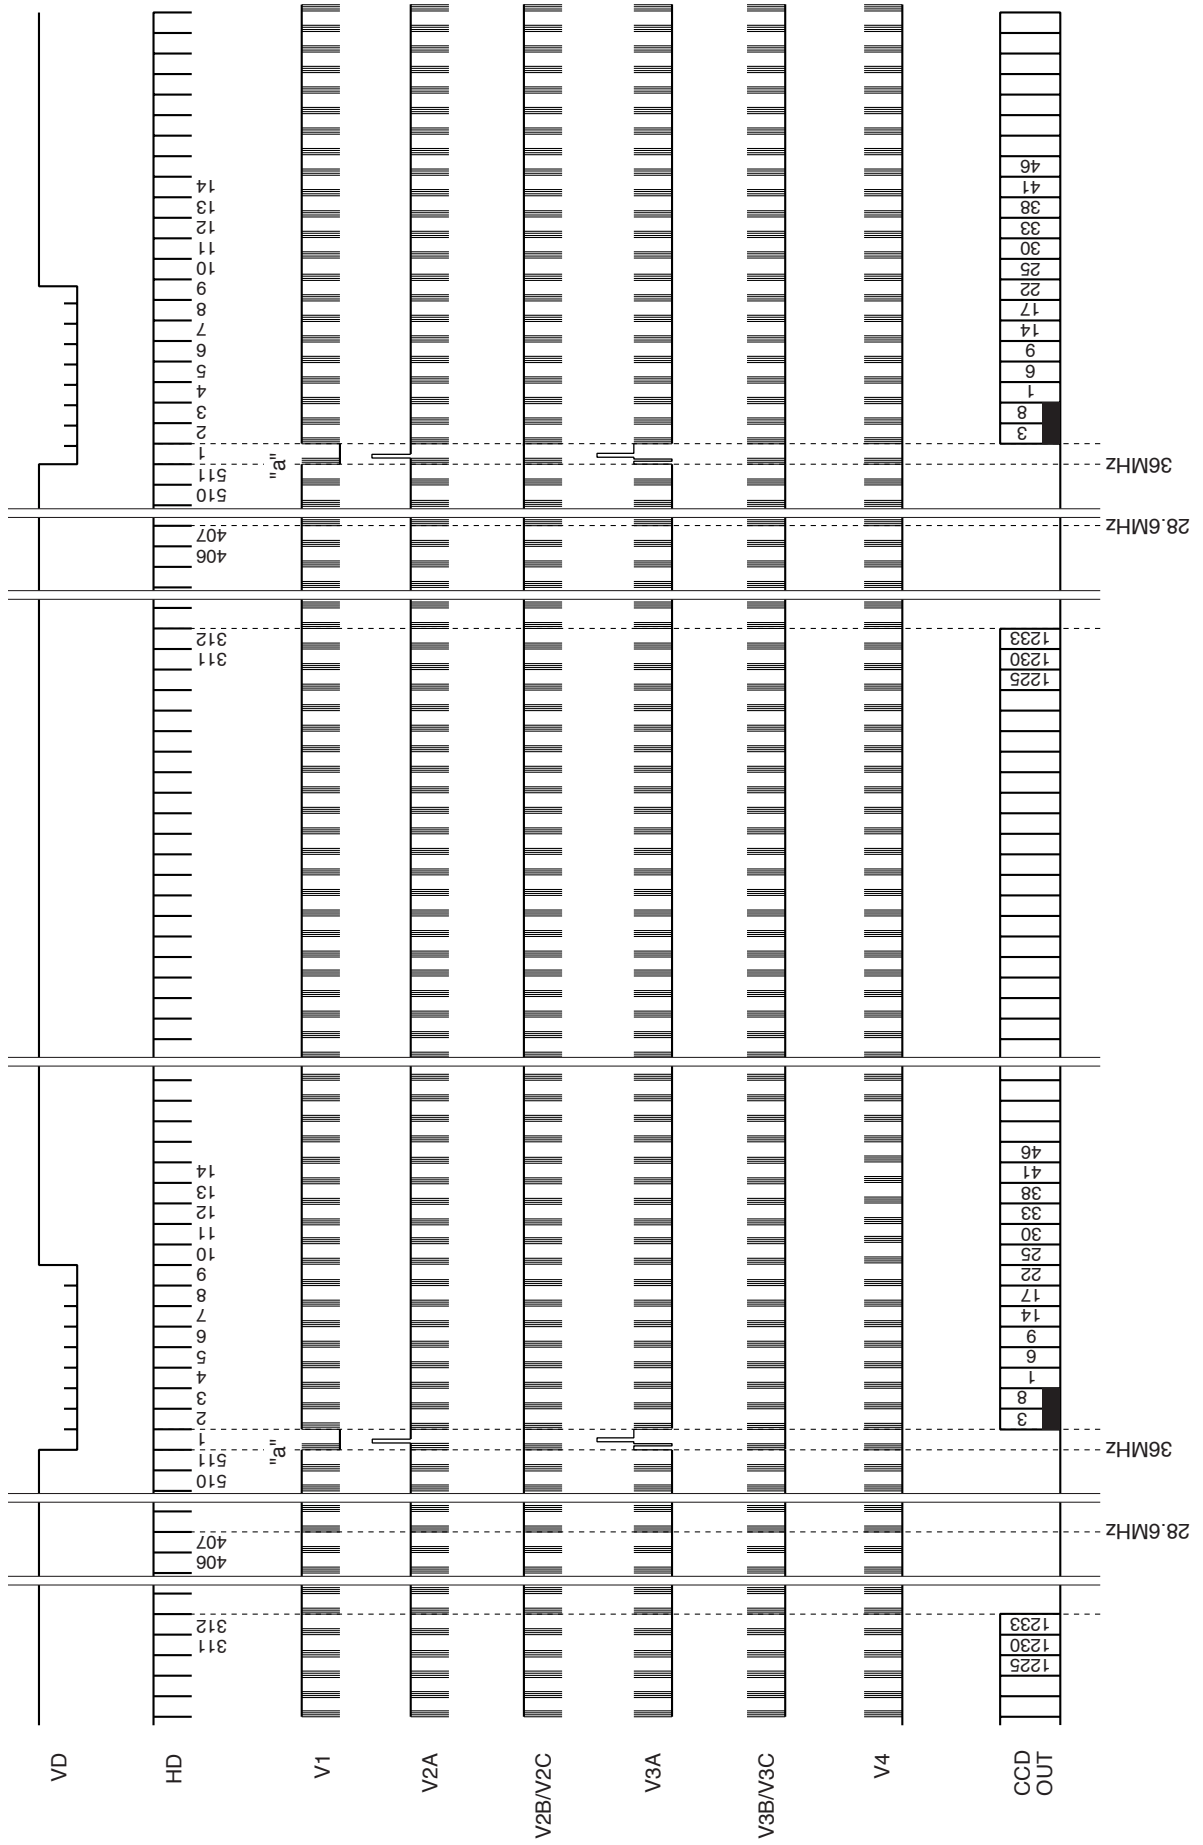 VD
HD
311 312 406 407 510 511 1 2 3 4 5 6 7 8 9 10 11 12 13 14 311 312 406 407 510 511 1 2 3 4 5 6 7 8 9 10 11 12 13 14
"a" "a"
V1
V2A
V2B/V2C
V3A
V3B/V3C
V4
CCD
OUT
1225 1230 1233 3 8 1 6 9 14 17 22 25 30 33 38 41 46 1225 1230 1233 3 8 1 6 9 14 17 22 25 30 33 38 41 46
28.6MHz 36MHz 28.6MHz 36MHz